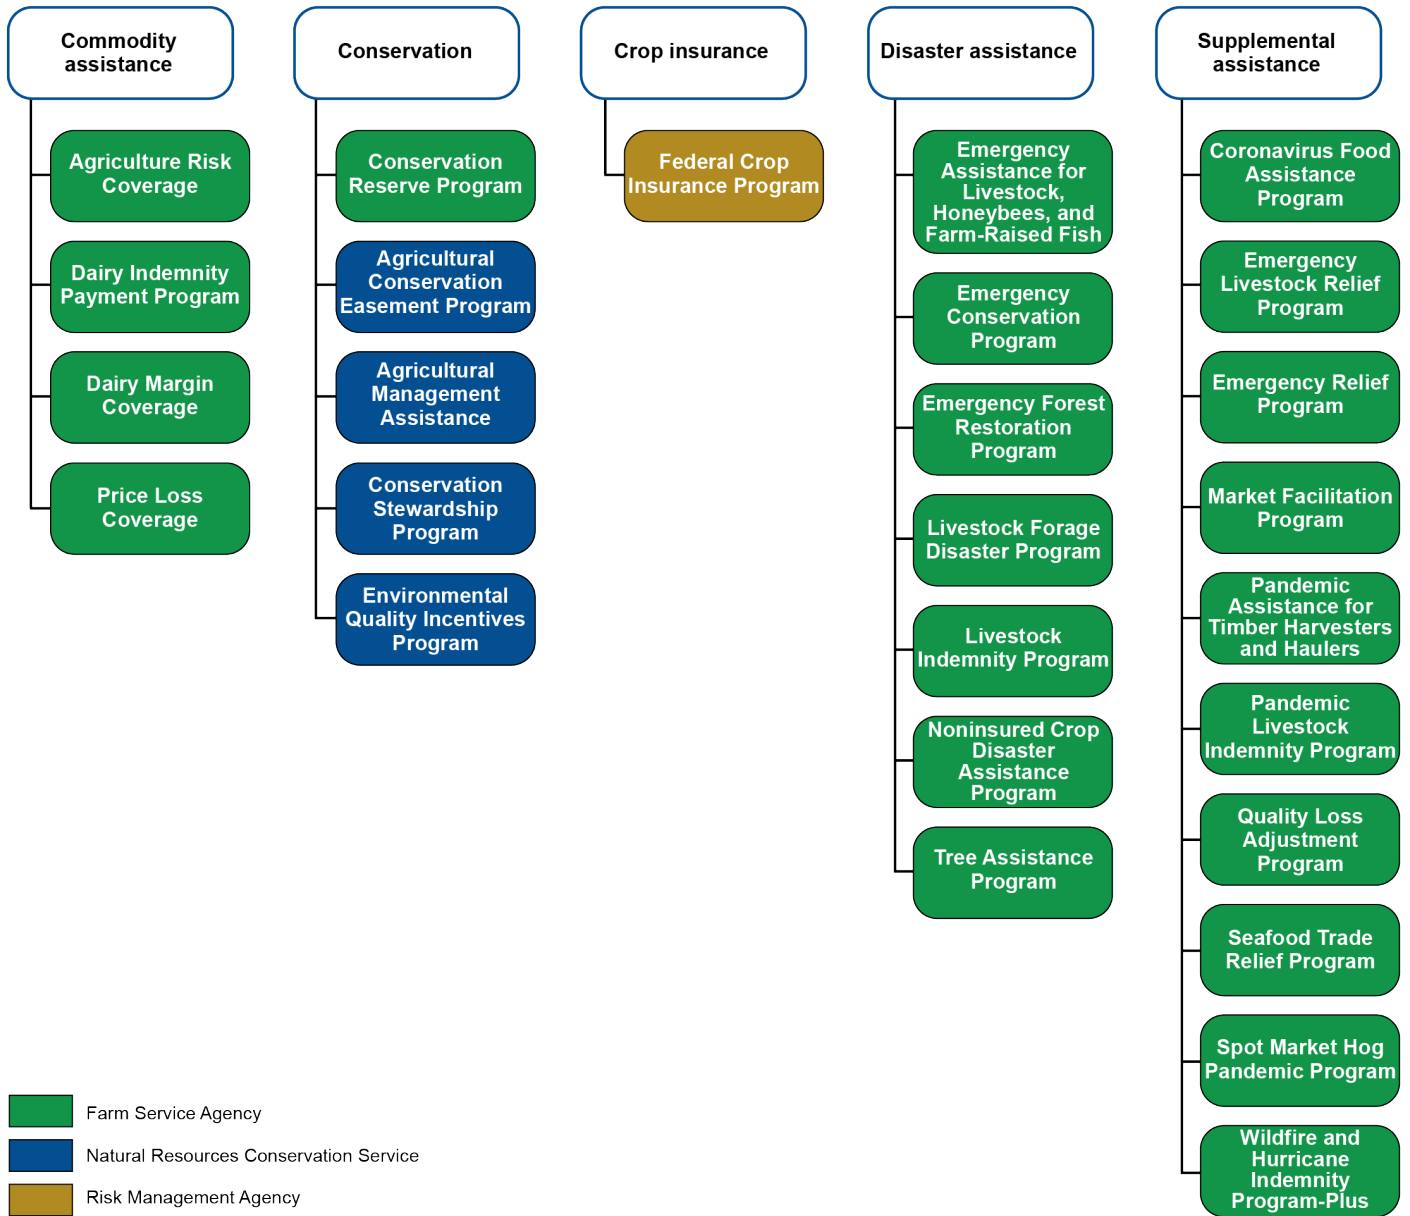 Commodity
assistance
Agriculture Risk
Coverage
Dairy Indemnity
Payment Program
Dairy Margin
Coverage
Price Loss
Coverage
Conservation
Conservation
Reserve Program
Agricultural
Conservation
Easement Program
Agricultural
Management
Assistance
Conservation
Stewardship
Program
Environmental
Quality Incentives
Program
Crop insurance
Federal Crop
Insurance Program
Disaster assistance
Emergency
Assistance for
Livestock,
Honeybees, and
Farm-Raised Fish
Emergency
Conservation
Program
Emergency Forest
Restoration
Program
Livestock Forage
Disaster Program
Livestock
Indemnity Program
Noninsured Crop
Disaster
Assistance
Program
Tree Assistance
Program
Supplemental
assistance
Coronavirus Food
Assistance
Program
Emergency
Livestock Relief
Program
Emergency Relief
Program
Market Facilitation
Program
Pandemic
Assistance for
Timber Harvesters
and Haulers
Pandemic
Livestock
Indemnity Program
Quality Loss
Adjustment
Program
Seafood Trade
Relief Program
Spot Market Hog
Pandemic Program
Wildfire and
Hurricane
Indemnity
Program-Plus
Farm Service Agency
Natural Resources Conservation Service
Risk Management Agency